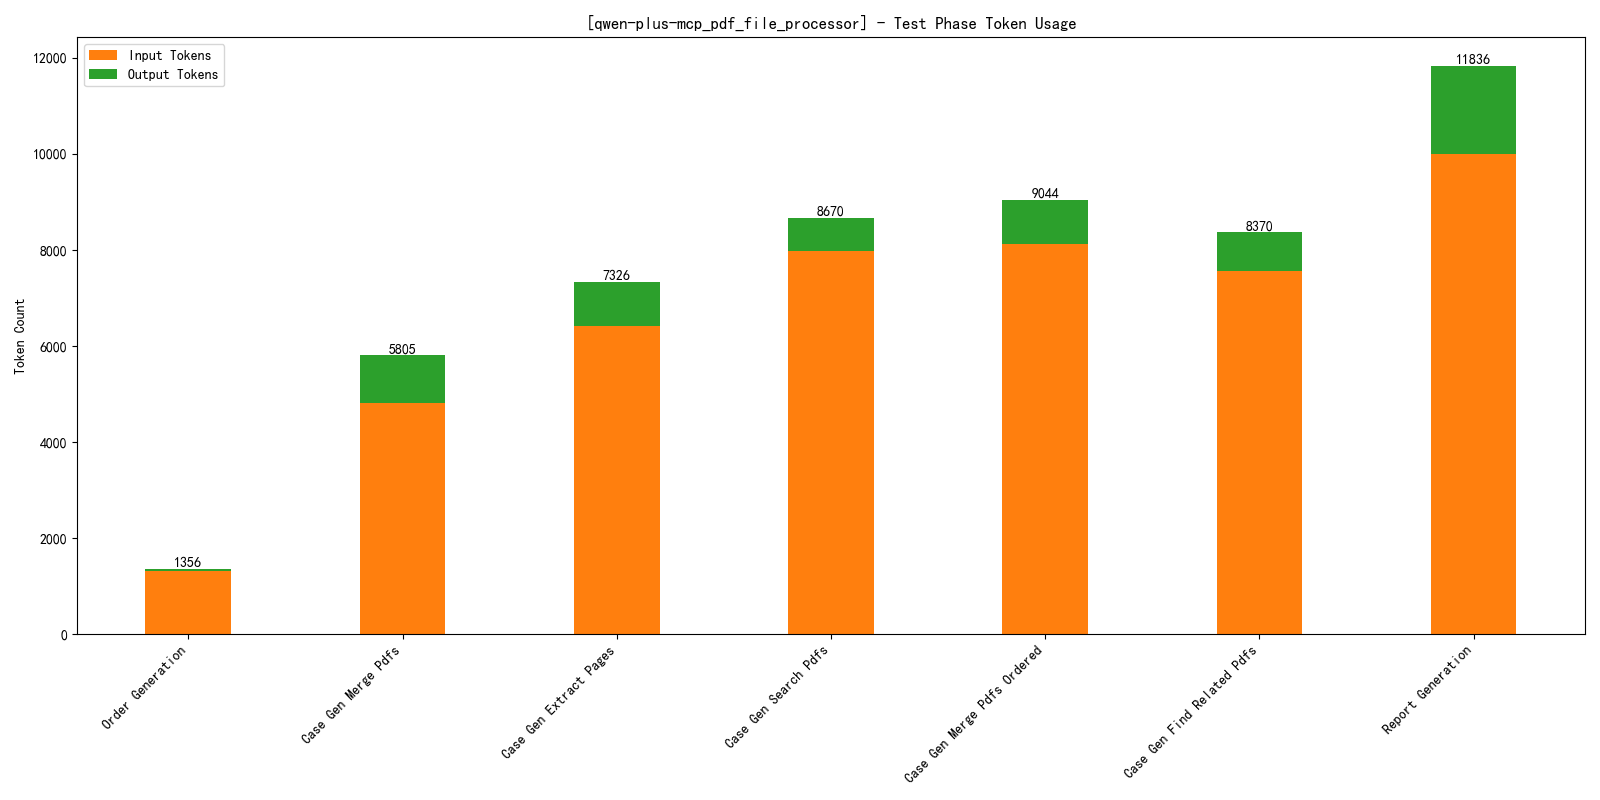 [qwen-plus-mcp_pdf_file_processor] - Test Phase Token Usage
Input Tokens
Output Tokens
Token Count
12000
10000
8000
6000
4000
2000
0
1356
5805
7326
8670
9044
8370
11836
Order Generation
Case Gen Merge Pdfs
Case Gen Extract Pages
Case Gen Search Pdfs
Case Gen Merge Pdfs Ordered
Case Gen Find Related Pdfs
Report Generation